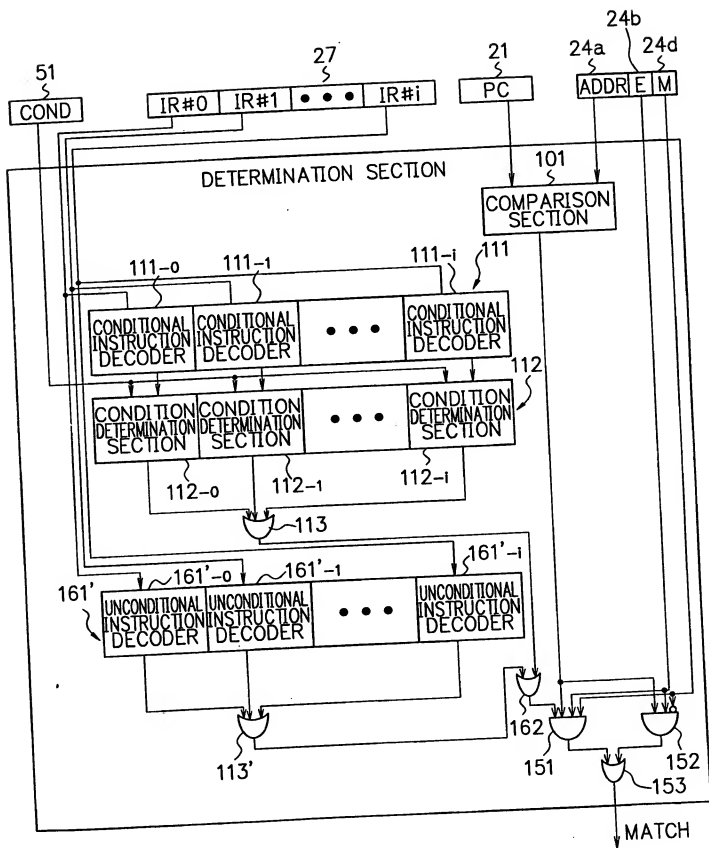 24b
51
27
21
24a
24d
COND
IR#0
IR#1
IR#i
PC
ADDR
E
M
DETERMINATION SECTION
101
COMPARISON
SECTION
111-0
111-1
111-i
111
CONDITIONAL
INSTRUCTION
DECODER
CONDITIONAL
INSTRUCTION
DECODER
CONDITIONAL
INSTRUCTION
DECODER
112
CONDITION
DETERMINATION
SECTION
CONDITION
DETERMINATION
SECTION
CONDITION
DETERMINATION
SECTION
112-0
112-1
112-i
113
161'
161'-0
161'-1
161'-i
UNCONDITIONAL
INSTRUCTION
DECODER
UNCONDITIONAL
INSTRUCTION
DECODER
UNCONDITIONAL
INSTRUCTION
DECODER
162
113'
151
152
153
MATCH